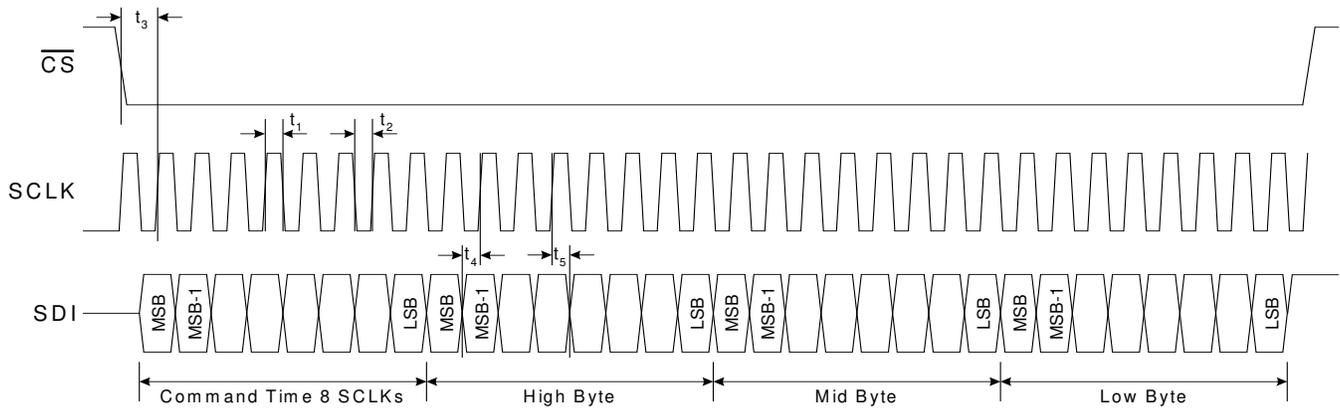 t3
CS
t1 t2
SCLK
t4 t5
SDI MSB MSB-1 LSB MSB MSB-1 LSB MSB MSB-1 LSB MSB MSB-1 LSB
Command Time 8 SCLKs High Byte Mid Byte Low Byte